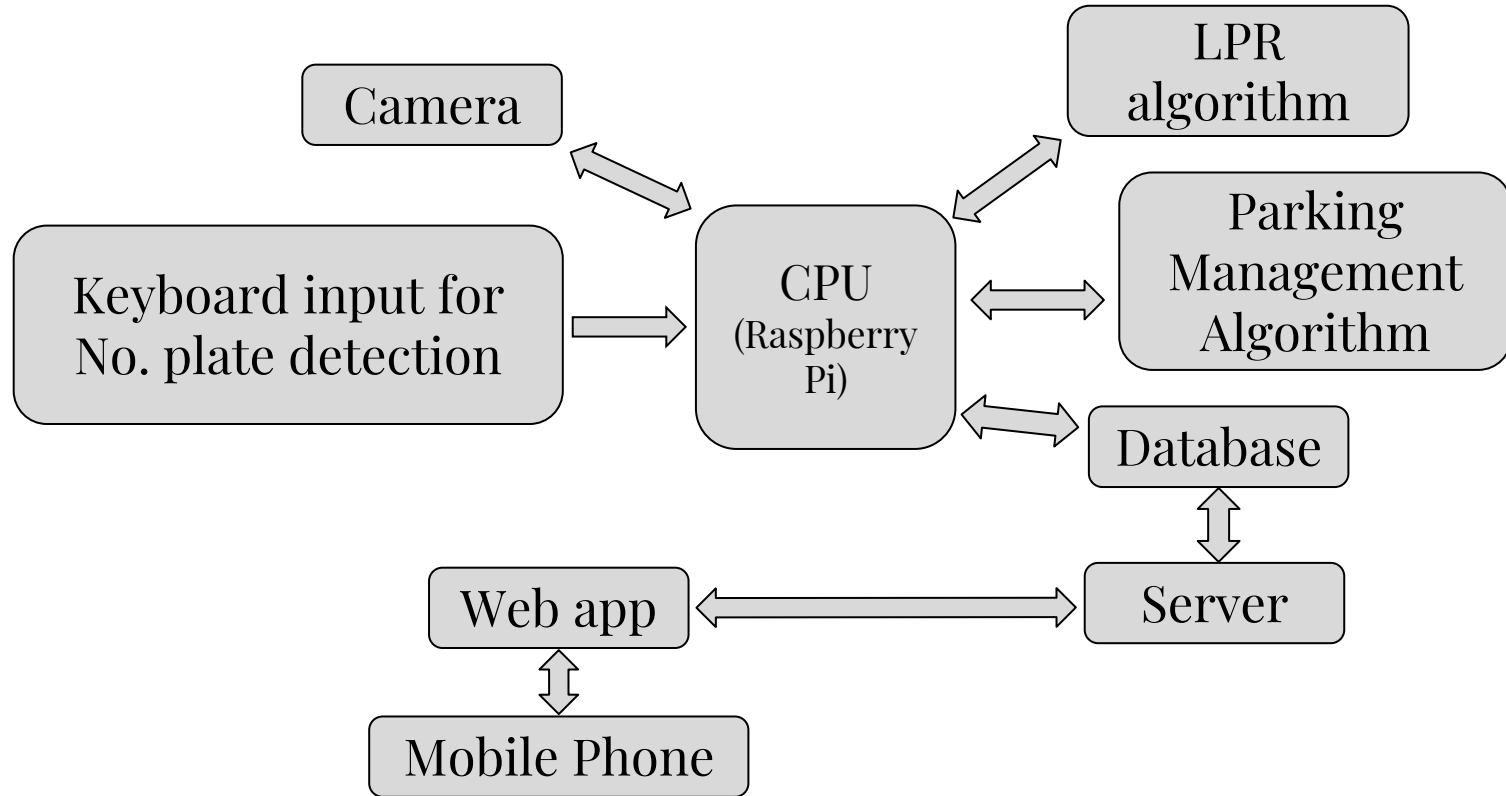 LPR
algorithm
Camera
Parking
Management
Algorithm
Keyboard input for
No. plate detection
CPU
(Raspberry
Pi)
Database
Web app
Server
Mobile Phone